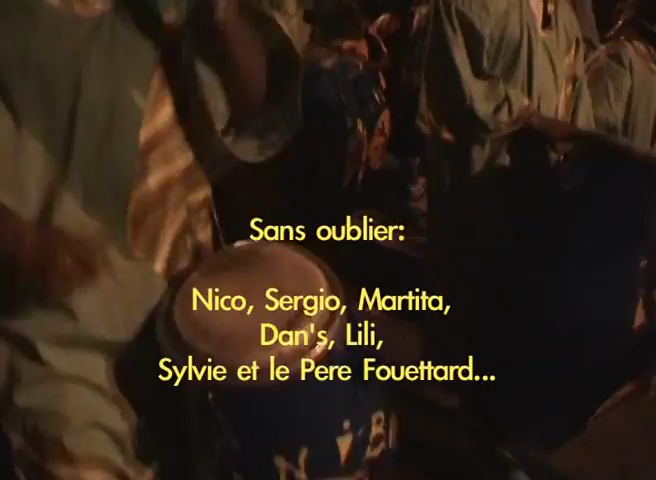 Sans oublier:
Nico, Sergio, Martita,
Dan's, Lili,
Sylvie et le Pere Fouettard...